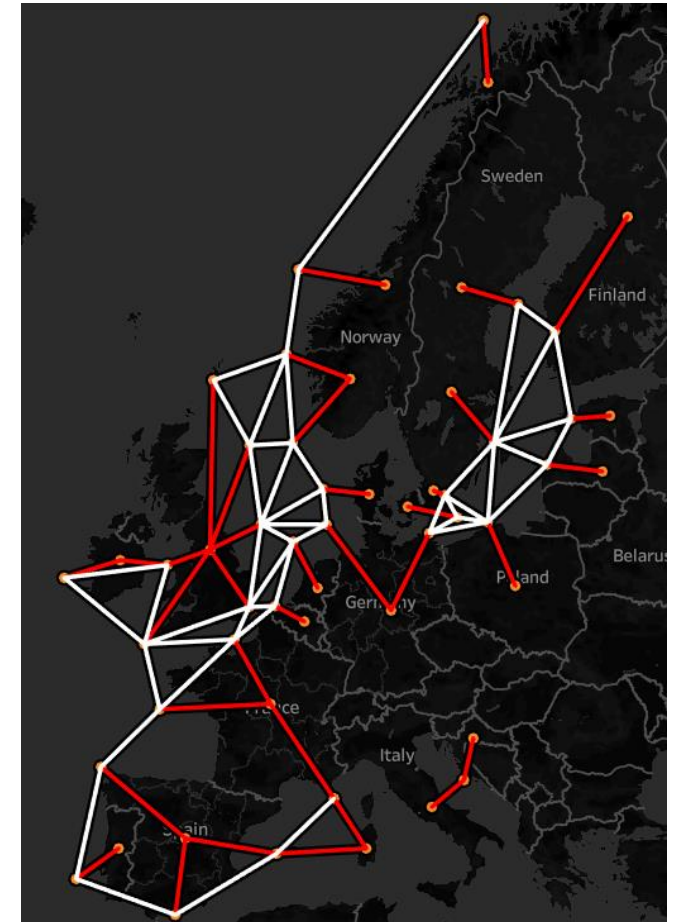 Sweden
Finland
Norway
Belarus
Poland
Germany
France
Italy
Spain